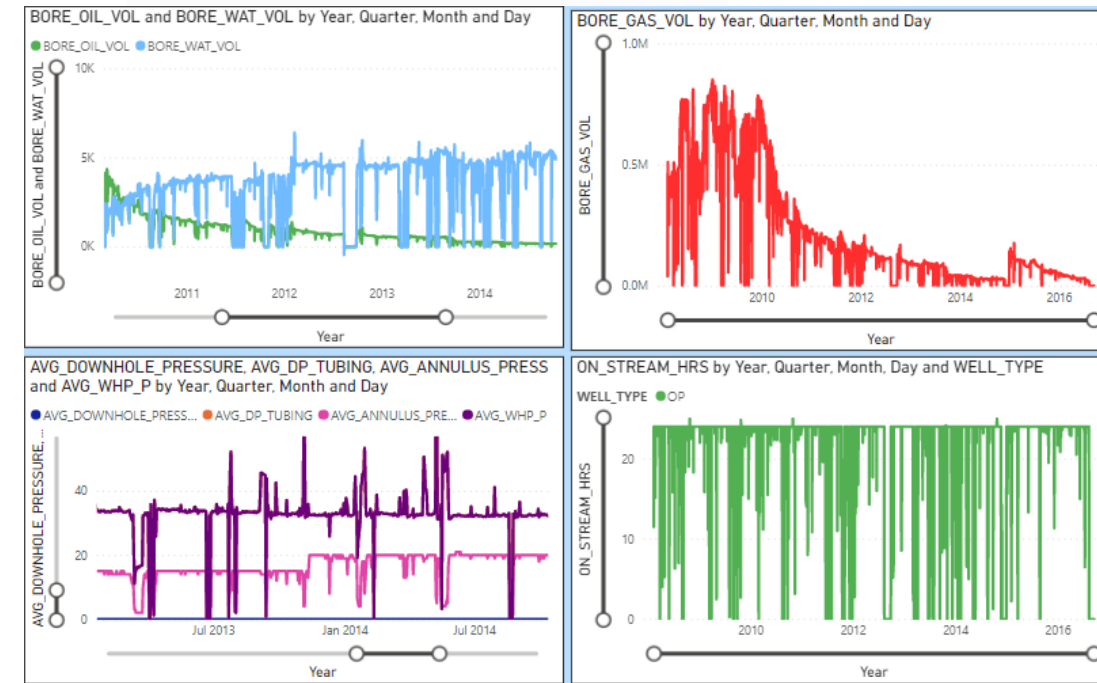 BORE_OIL_VOL and BORE_WAT_VOL by Year, Quarter, Month and Day
BORE_OIL_VOL BORE_WAT_VOL
BORE_OIL_VOL and BORE_WAT_VOL
10K
5K
0K
2011 2012 2013 2014
Year
BORE_GAS_VOL by Year, Quarter, Month and Day
BORE_GAS_VOL
1.0M
0.5M
0.0M
2010 2012 2014 2016
Year
AVG_DOWNHOLE_PRESSURE, AVG_DP_TUBING, AVG_ANNULUS_PRESS
and AVG_WHP_P by Year, Quarter, Month and Day
AVG_DOWNHOLE_PRESS... AVG_DP_TUBING AVG_ANNULUS_PRE... AVG_WHP_P
AVG_DOWNHOLE_PRESSURE, ...
40
20
0
Jul 2013 Jan 2014 Jul 2014
Year
ON_STREAM_HRS by Year, Quarter, Month, Day and WELL_TYPE
WELL_TYPE OP
ON_STREAM_HRS
20
10
0
2010 2012 2014 2016
Year